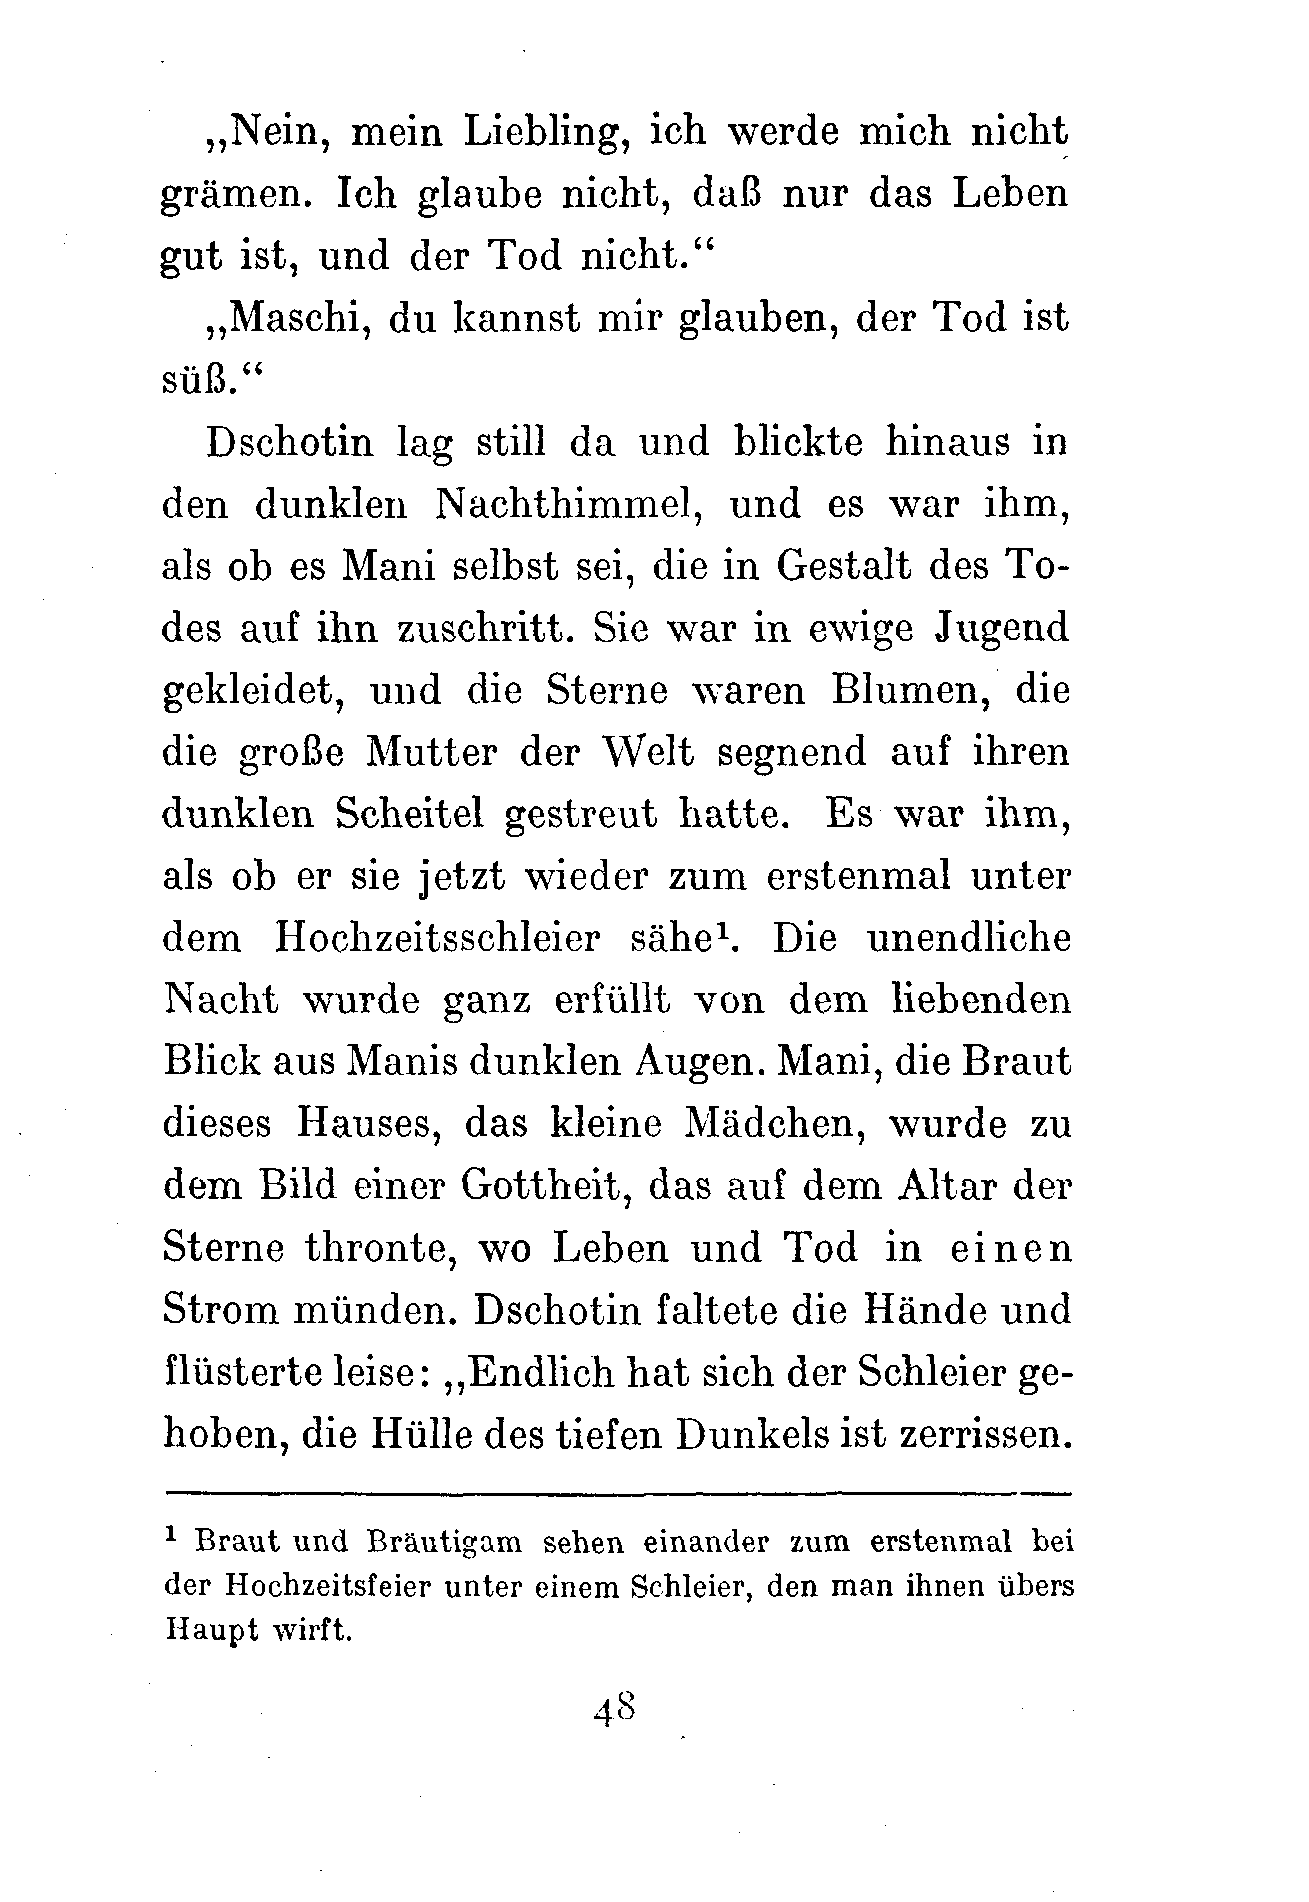 „Nein, mein Liebling, ich werde mich nicht
grämen. Ich glaube nicht, daß nur das Leben
gut ist, und der Tod nicht.“
„Maschi, du kannst mir glauben, der Tod ist
süß.“
Dschotin lag still da und blickte hinaus in
den dunklen Nachthimmel, und es war ihm,
als ob es Mani selbst sei, die in Gestalt des To-
des auf ihn zuschritt. Sie war in ewige Jugend
gekleidet, und die Sterne waren Blumen, die
die große Mutter der Welt segnend auf ihren
dunklen Scheitel gestreut hatte. Es war ihm,
als ob er sie jetzt wieder zum erstenmal unter
dem Hochzeitsschleier sähe¹. Die unendliche
Nacht wurde ganz erfüllt von dem liebenden
Blick aus Manis dunklen Augen. Mani, die Braut
dieses Hauses, das kleine Mädchen, wurde zu
dem Bild einer Gottheit, das auf dem Altar der
Sterne thronte, wo Leben und Tod in einen
Strom münden. Dschotin faltete die Hände und
flüsterte leise: „Endlich hat sich der Schleier ge-
hoben, die Hülle des tiefen Dunkels ist zerrissen.
¹ Braut und Bräutigam sehen einander zum erstenmal bei
der Hochzeitsfeier unter einem Schleier, den man ihnen übers
Haupt wirft.
48